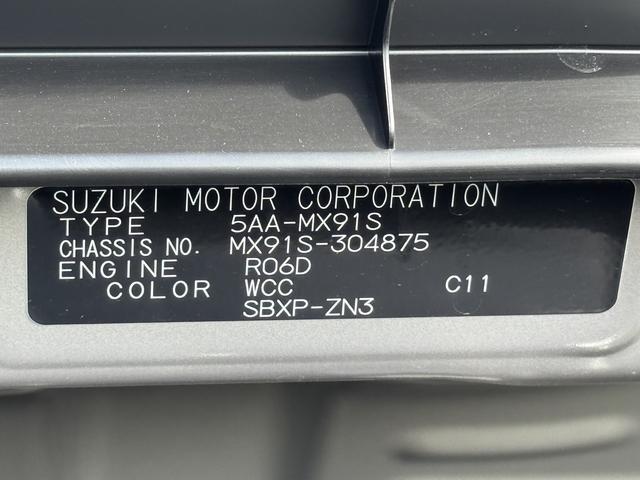 SUZUKI MOTOR CORPORATION
TYPE 5AA-MX91S
CHASSIS NO. MX91S-304875
ENGINE R06D
COLOR WCC C11
SBXP-ZN3